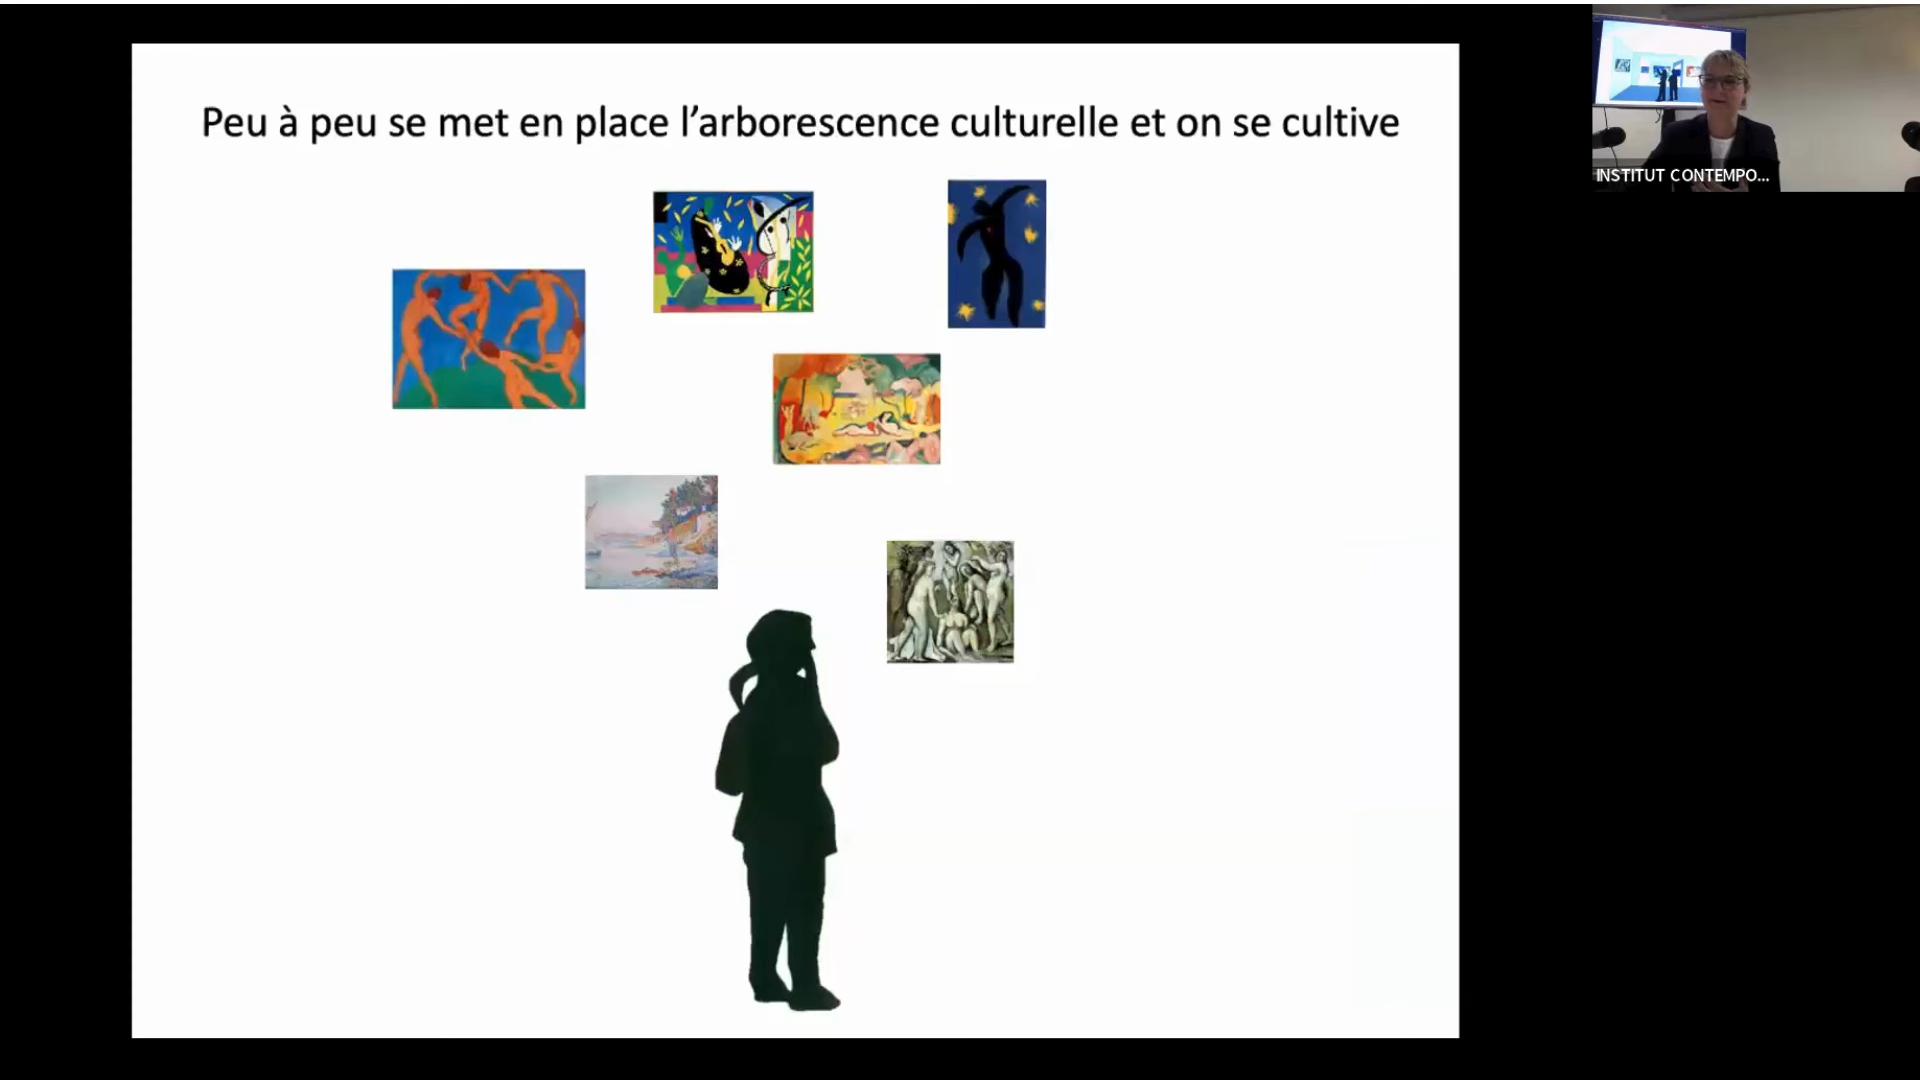 Peu à peu se met en place l’arborescence culturelle et on se cultive
INSTITUT CONTEMPO...